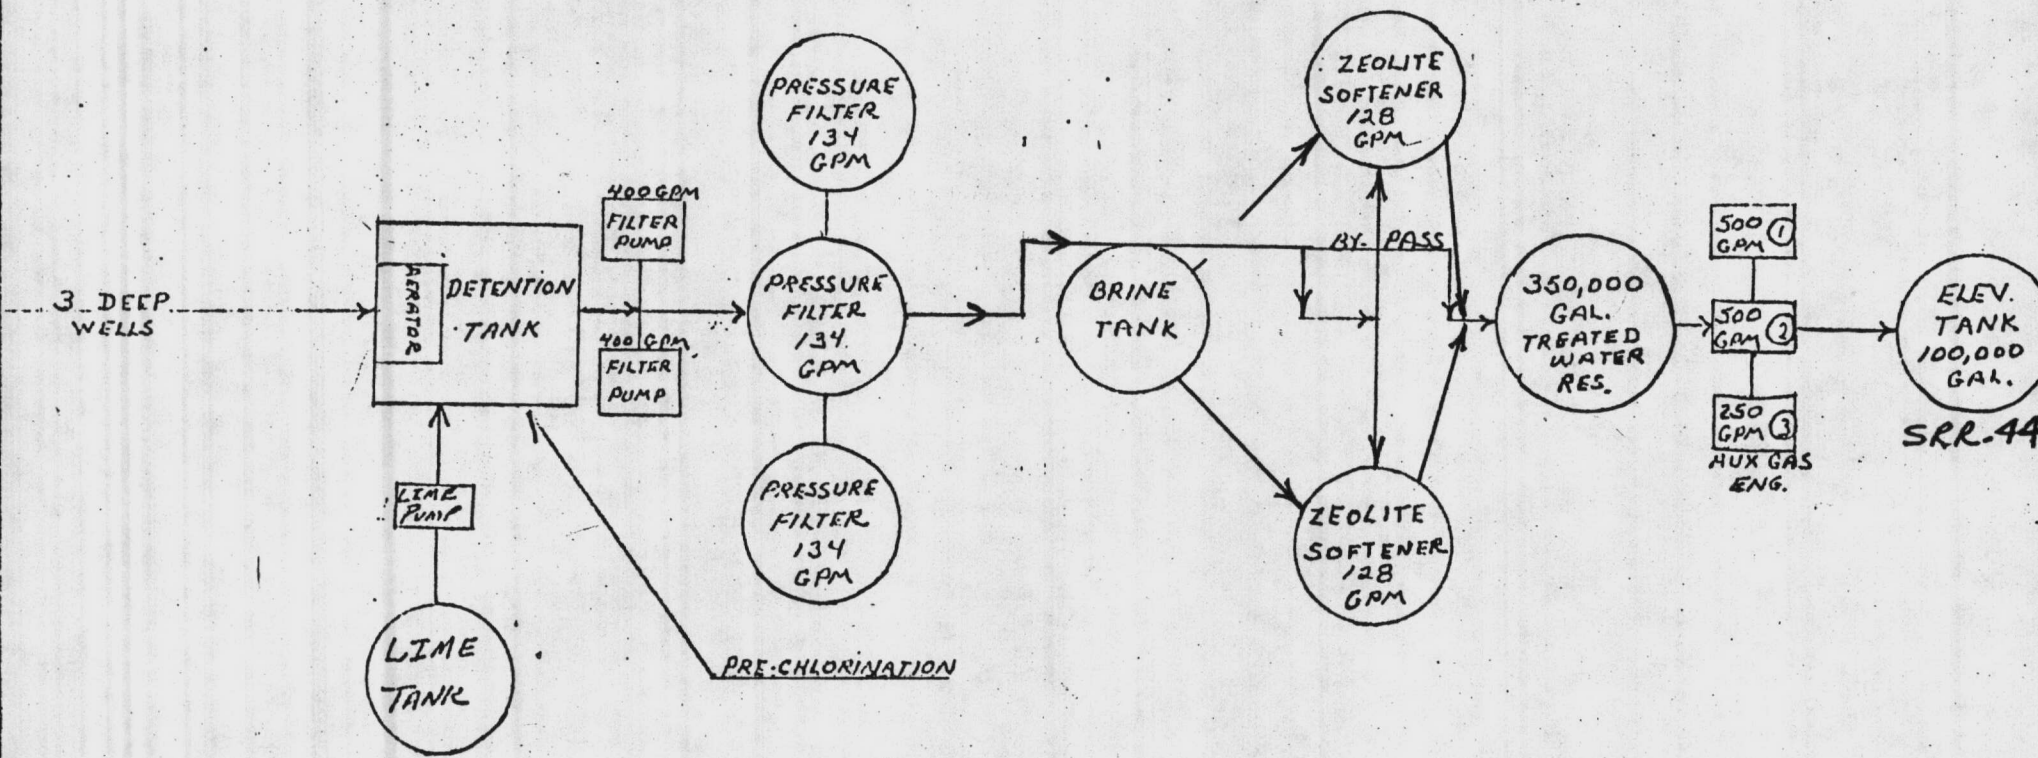 3 DEEP
WELLS
AERATOR
DETENTION
TANK
LIME
PUMP
LIME
TANK
PRE-CHLORINATION
400 GPM
FILTER
PUMP
400 GPM
FILTER
PUMP
PRESSURE
FILTER
134
GPM
PRESSURE
FILTER
134
GPM
PRESSURE
FILTER
134
GPM
BRINE
TANK
BY-PASS
ZEOLITE
SOFTENER
128
GPM
ZEOLITE
SOFTENER
128
GPM
350,000
GAL.
TREATED
WATER
RES.
500 ①
GPM
500
GPM ②
250
GPM ③
AUX GAS
ENG.
ELEV.
TANK
100,000
GAL.
SRR-44